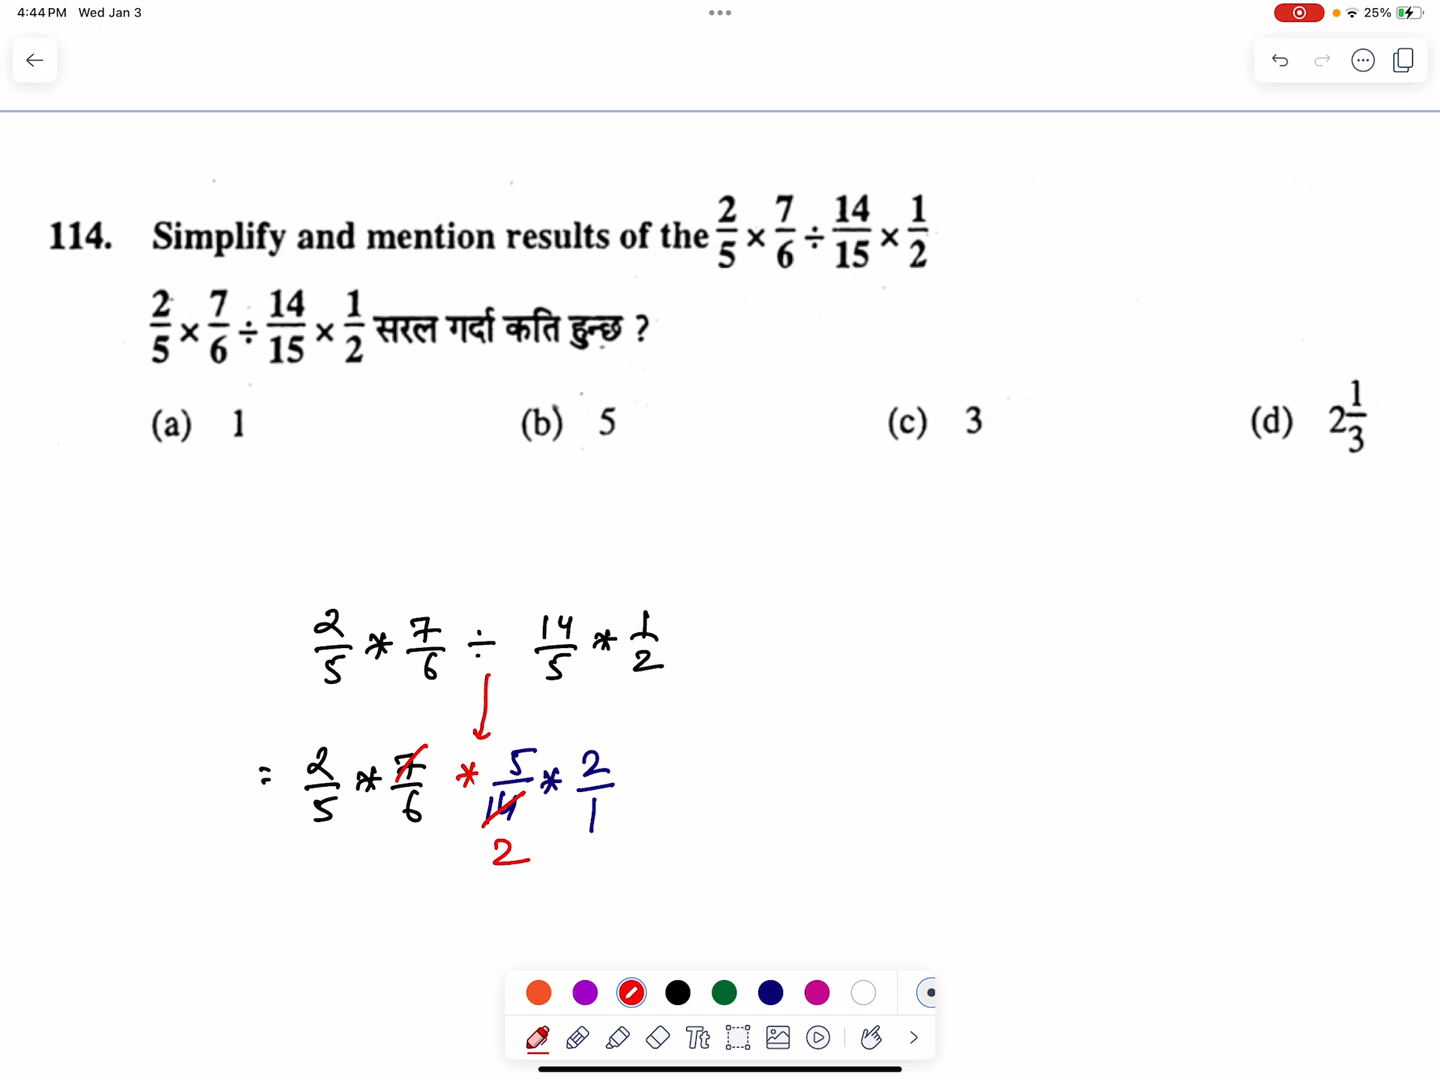 4:44 PM Wed Jan 3
25%
114. Simplify and mention results of the 2/5 × 7/6 ÷ 14/15 × 1/2
2/5 × 7/6 ÷ 14/15 × 1/2 सरल गर्दा कति हुन्छ ?
(a) 1 (b) 5 (c) 3 (d) 2 1/3
2/5 * 7/6 ÷ 14/5 * 1/2
= 2/5 * 7/6 * 5/14 * 2/1
2
Tt